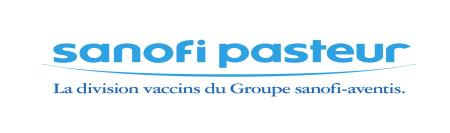 sanofi pasteur
La division vaccins du Groupe sanofi-aventis.